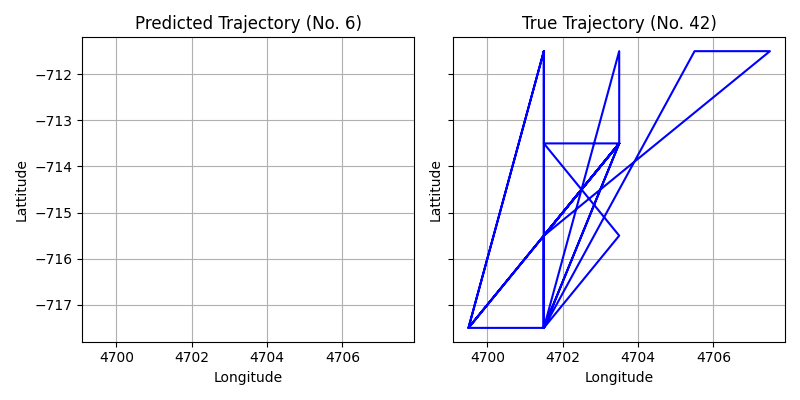 Predicted Trajectory (No. 6)
True Trajectory (No. 42)
−712
−713
−714
−715
−716
−717
Lattitude
Lattitude
4700 4702 4704 4706
4700 4702 4704 4706
Longitude
Longitude